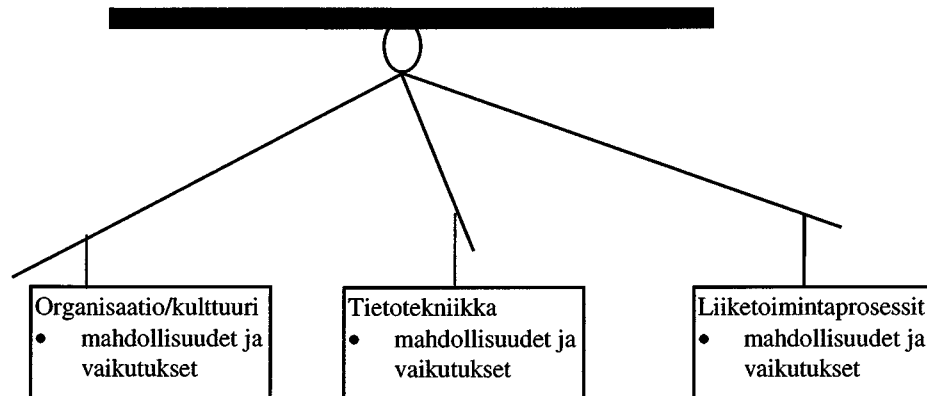 Organisaatio/kulttuuri
• mahdollisuudet ja
vaikutukset
Tietotekniikka
• mahdollisuudet ja
vaikutukset
Liiketoimintaprosessit
• mahdollisuudet ja
vaikutukset